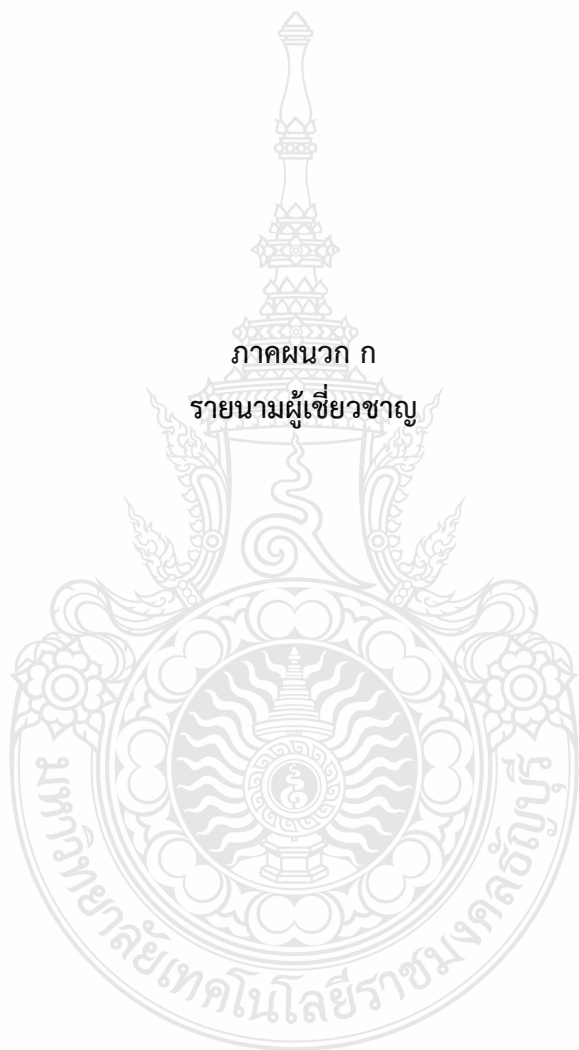 ภาคผนวก ก
รายนามผู้เชี่ยวชาญ
มหาวิทยาลัยเทคโนโลยีราชมงคลธัญบุรี